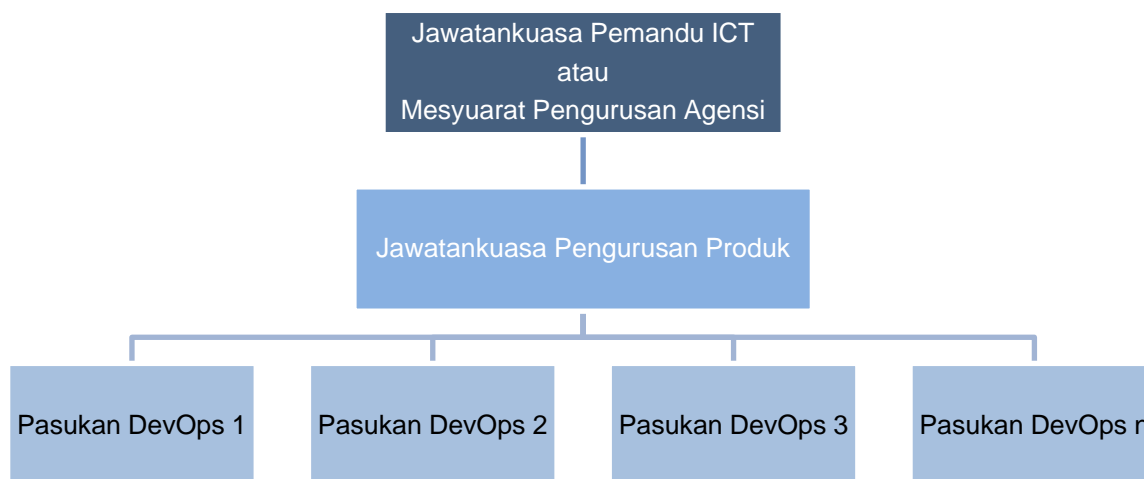 Jawatankuasa Pemandu ICT
atau
Mesyuarat Pengurusan Agensi
Jawatankuasa Pengurusan Produk
Pasukan DevOps 1
Pasukan DevOps 2
Pasukan DevOps 3
Pasukan DevOps n